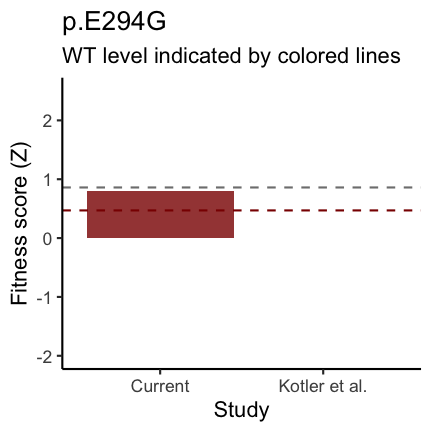 p.E294G
WT level indicated by colored lines
Fitness score (Z)
2
1
0
-1
-2
Current
Kotler et al.
Study